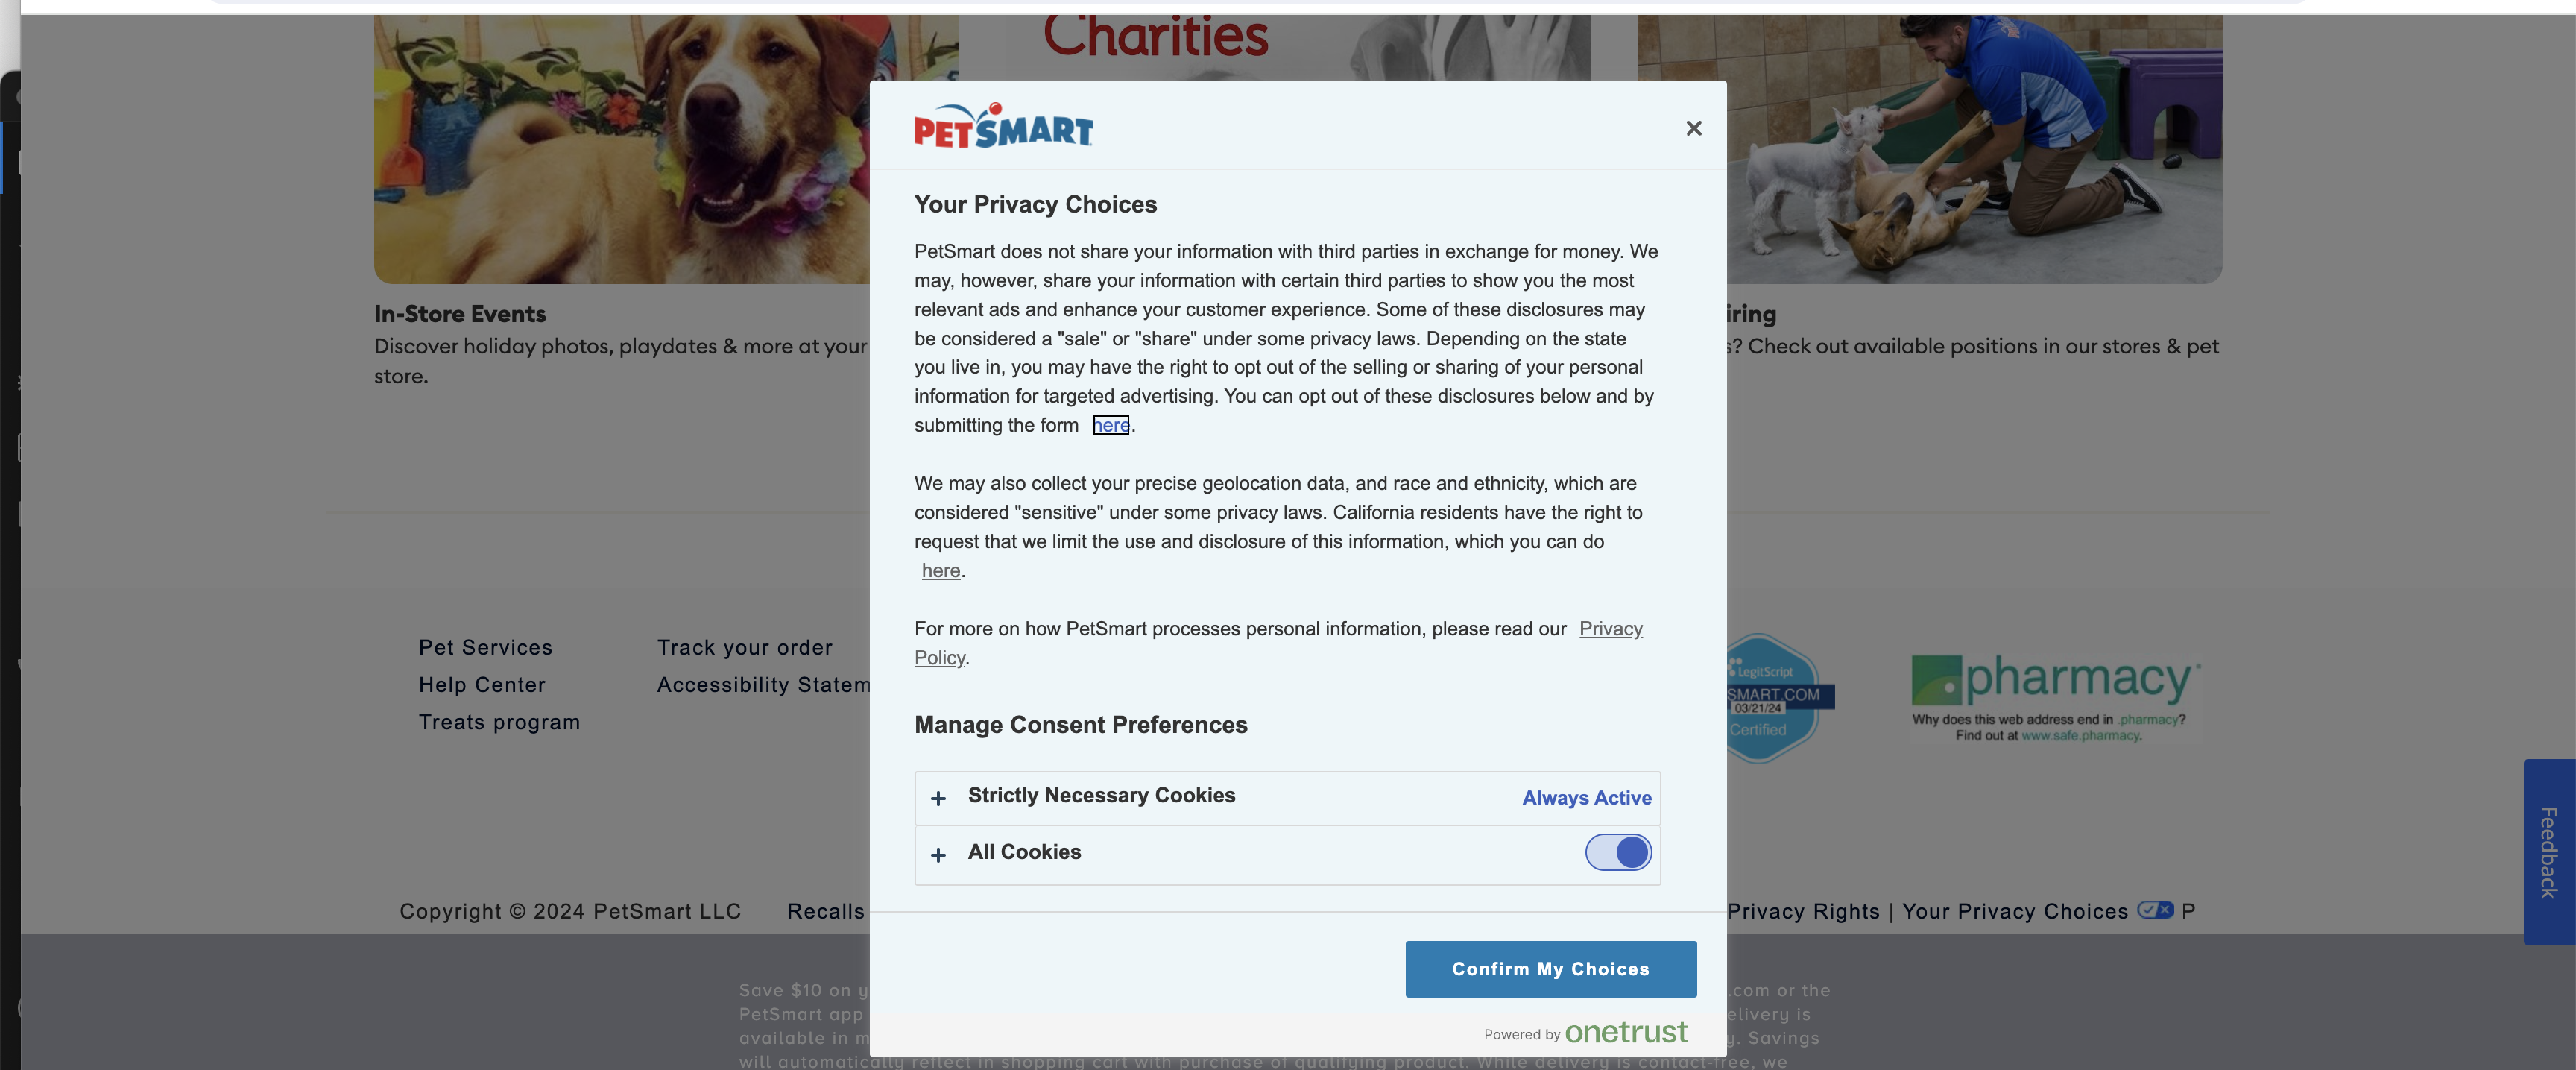 Charities
PETSMART
Your Privacy Choices
PetSmart does not share your information with third parties in exchange for money. We
may, however, share your information with certain third parties to show you the most
relevant ads and enhance your customer experience. Some of these disclosures may
be considered a "sale" or "share" under some privacy laws. Depending on the state
you live in, you may have the right to opt out of the selling or sharing of your personal
information for targeted advertising. You can opt out of these disclosures below and by
submitting the form here.
We may also collect your precise geolocation data, and race and ethnicity, which are
considered "sensitive" under some privacy laws. California residents have the right to
request that we limit the use and disclosure of this information, which you can do
here.
For more on how PetSmart processes personal information, please read our Privacy
Policy.
Manage Consent Preferences
Strictly Necessary Cookies
Always Active
All Cookies
Confirm My Choices
Powered by onetrust
In-Store Events
Discover holiday photos, playdates & more at your
store.
iring
s? Check out available positions in our stores & pet
Pet Services
Help Center
Treats program
Track your order
Accessibility Statem
LegitScript
SMART.COM
03/21/24
Certified
pharmacy
Why does this web address end in .pharmacy?
Find out at www.safe.pharmacy.
Feedback
Copyright © 2024 PetSmart LLC
Recalls
Privacy Rights | Your Privacy Choices P
Save $10 on y
.com or the
PetSmart app
elivery is
available in m
y. Savings
will automatically reflect in shopping cart with purchase of qualifying product. While delivery is contact-free, we